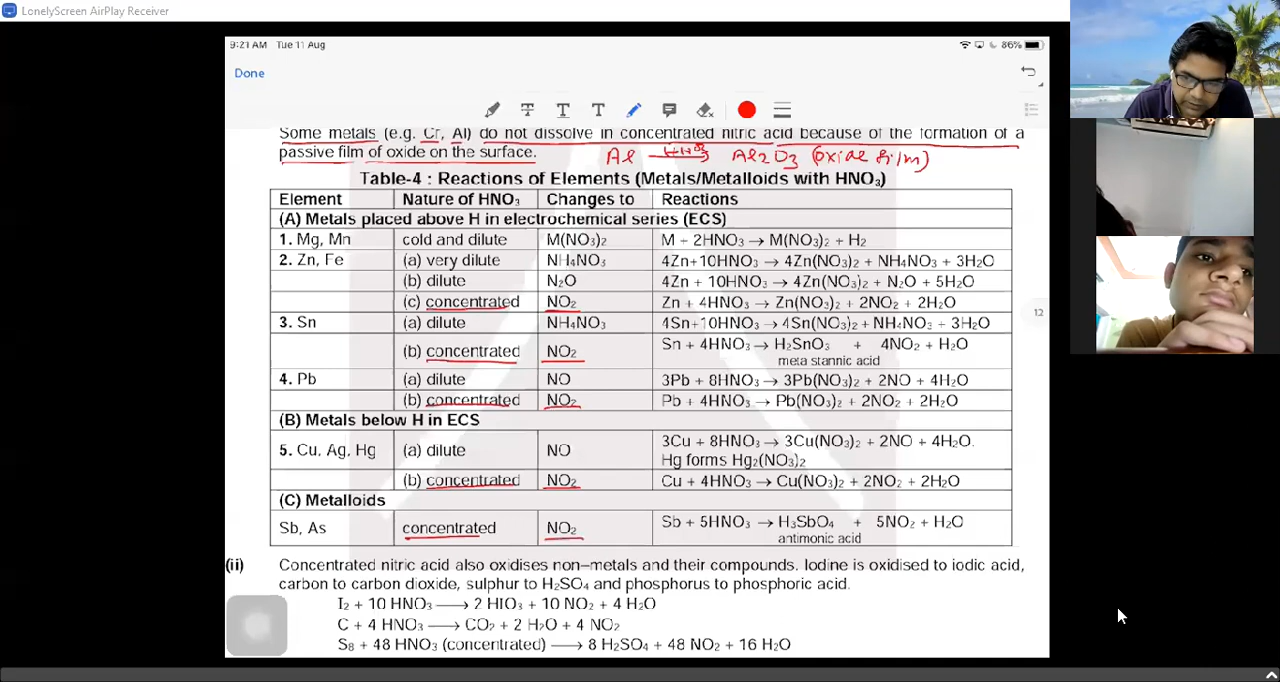 LonelyScreen AirPlay Receiver
9:21 AM Tue 11 Aug
86%
Done
Some metals (e.g. Cr, Al) do not dissolve in concentrated nitric acid because of the formation of a
passive film of oxide on the surface.
Al HNO3 → Al2O3 (oxide film)
Table-4 : Reactions of Elements (Metals/Metalloids with HNO3)
Element Nature of HNO3 Changes to Reactions
(A) Metals placed above H in electrochemical series (ECS)
1. Mg, Mn cold and dilute M(NO3)2 M + 2HNO3 → M(NO3)2 + H2
2. Zn, Fe (a) very dilute NH4NO3 4Zn+10HNO3 → 4Zn(NO3)2 + NH4NO3 + 3H2O
(b) dilute N2O 4Zn + 10HNO3 → 4Zn(NO3)2 + N2O + 5H2O
(c) concentrated NO2 Zn + 4HNO3 → Zn(NO3)2 + 2NO2 + 2H2O
3. Sn (a) dilute NH4NO3 4Sn+10HNO3 → 4Sn(NO3)2 + NH4NO3 + 3H2O
(b) concentrated NO2 Sn + 4HNO3 → H2SnO3 + 4NO2 + H2O
meta stannic acid
4. Pb (a) dilute NO 3Pb + 8HNO3 → 3Pb(NO3)2 + 2NO + 4H2O
(b) concentrated NO2 Pb + 4HNO3 → Pb(NO3)2 + 2NO2 + 2H2O
(B) Metals below H in ECS
5. Cu, Ag, Hg (a) dilute NO 3Cu + 8HNO3 → 3Cu(NO3)2 + 2NO + 4H2O.
Hg forms Hg2(NO3)2
(b) concentrated NO2 Cu + 4HNO3 → Cu(NO3)2 + 2NO2 + 2H2O
(C) Metalloids
Sb, As concentrated NO2 Sb + 5HNO3 → H3SbO4 + 5NO2 + H2O
antimonic acid
12
(ii) Concentrated nitric acid also oxidises non–metals and their compounds. Iodine is oxidised to iodic acid,
carbon to carbon dioxide, sulphur to H2SO4 and phosphorus to phosphoric acid.
I2 + 10 HNO3 → 2 HIO3 + 10 NO2 + 4 H2O
C + 4 HNO3 → CO2 + 2 H2O + 4 NO2
S8 + 48 HNO3 (concentrated) → 8 H2SO4 + 48 NO2 + 16 H2O